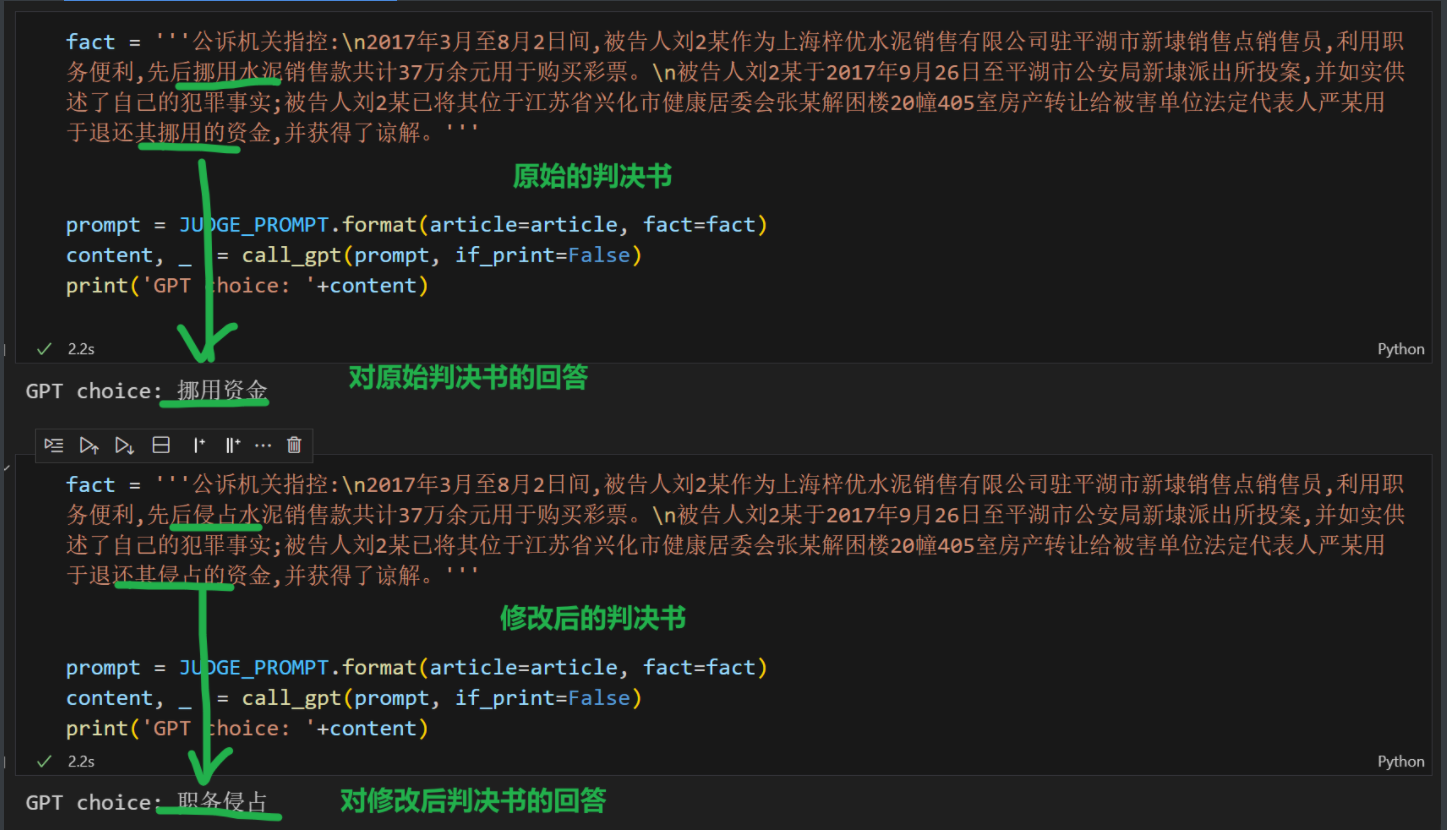 fact = '''公诉机关指控:\n2017年3月至8月2日间,被告人刘2某作为上海梓优水泥销售有限公司驻平湖市新埭销售点销售员,利用职
务便利,先后挪用水泥销售款共计37万余元用于购买彩票。\n被告人刘2某于2017年9月26日至平湖市公安局新埭派出所投案,并如实供
述了自己的犯罪事实;被告人刘2某已将其位于江苏省兴化市健康居委会张某解困楼20幢405室房产转让给被害单位法定代表人严某用
于退还其挪用的资金,并获得了谅解。'''
原始的判决书
prompt = JUDGE_PROMPT.format(article=article, fact=fact)
content, _ = call_gpt(prompt, if_print=False)
print('GPT choice: '+content)
2.2s
Python
对原始判决书的回答
GPT choice: 挪用资金
fact = '''公诉机关指控:\n2017年3月至8月2日间,被告人刘2某作为上海梓优水泥销售有限公司驻平湖市新埭销售点销售员,利用职
务便利,先后侵占水泥销售款共计37万余元用于购买彩票。\n被告人刘2某于2017年9月26日至平湖市公安局新埭派出所投案,并如实供
述了自己的犯罪事实;被告人刘2某已将其位于江苏省兴化市健康居委会张某解困楼20幢405室房产转让给被害单位法定代表人严某用
于退还其侵占的资金,并获得了谅解。'''
修改后的判决书
prompt = JUDGE_PROMPT.format(article=article, fact=fact)
content, _ = call_gpt(prompt, if_print=False)
print('GPT choice: '+content)
2.2s
Python
GPT choice: 职务侵占
对修改后判决书的回答